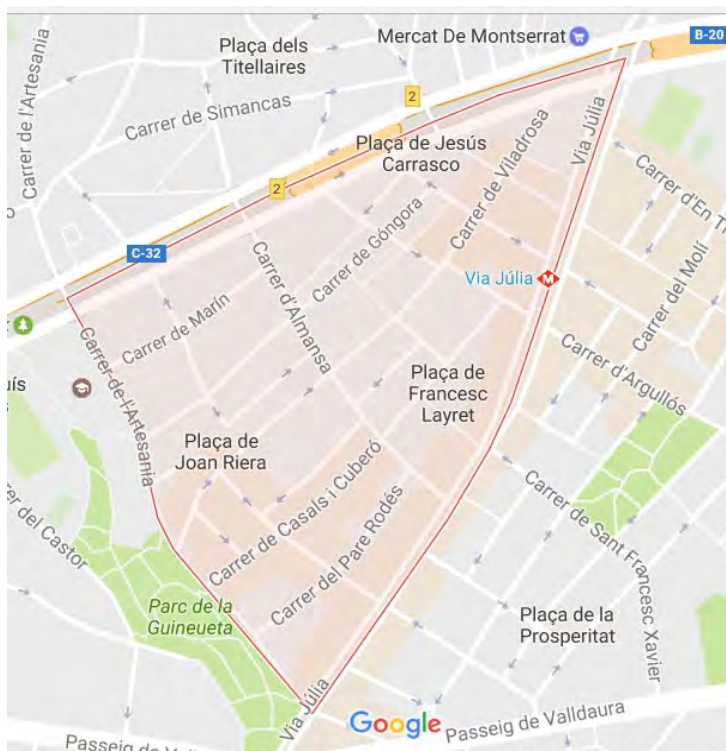 Mercat De Montserrat
B-20
Plaça dels
Titellaires
Carrer de l'Artesania
Carrer de Simancas
2
Via Júlia
Plaça de Jesús
Carrasco
Carrer de Viladrosa
Carrer d'En
2
C-32
Carrer de Góngora
Via Júlia
M
Carrer del Molí
Carrer de Marín
Carrer d'Almansa
Carrer de l'Artesania
Plaça de
Francesc
Layret
Carrer d'Argullós
Plaça de
Joan Riera
Carrer de Casals i Cuberó
Carrer del Pare Rodés
Carrer de Sant Francesc Xavier
del Castor
Parc de la
Guineueta
Plaça de la
Prosperitat
Via Júlia
Google
Passeig de Valldaura
Passeig de